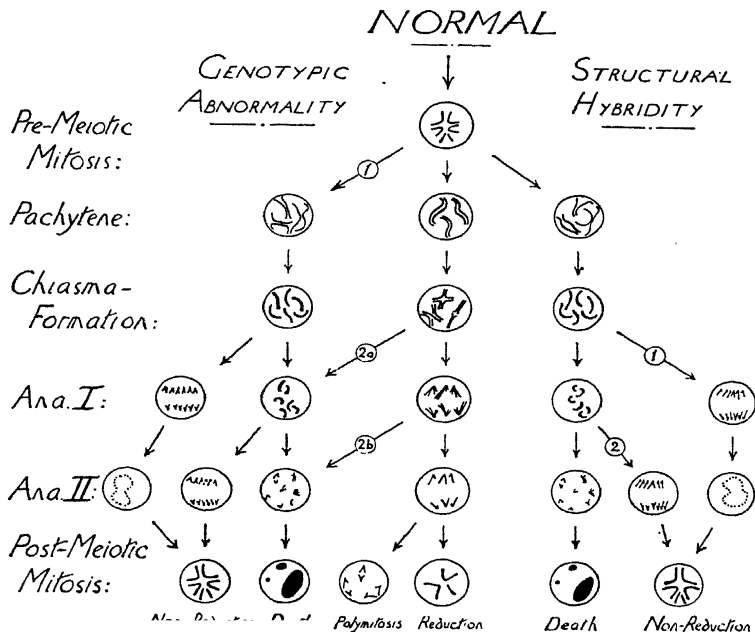 NORMAL
GENOTYPIC
ABNORMALITY
STRUCTURAL
HYBRIDITY
Pre-Meiotic
Mitosis:
1
Pachytene:
Chiasma-
Formation:
2a
1
Ana. I:
2b
2
Ana. II:
Post-Meiotic
Mitosis:
Polymitosis Reduction Death Non-Reduction